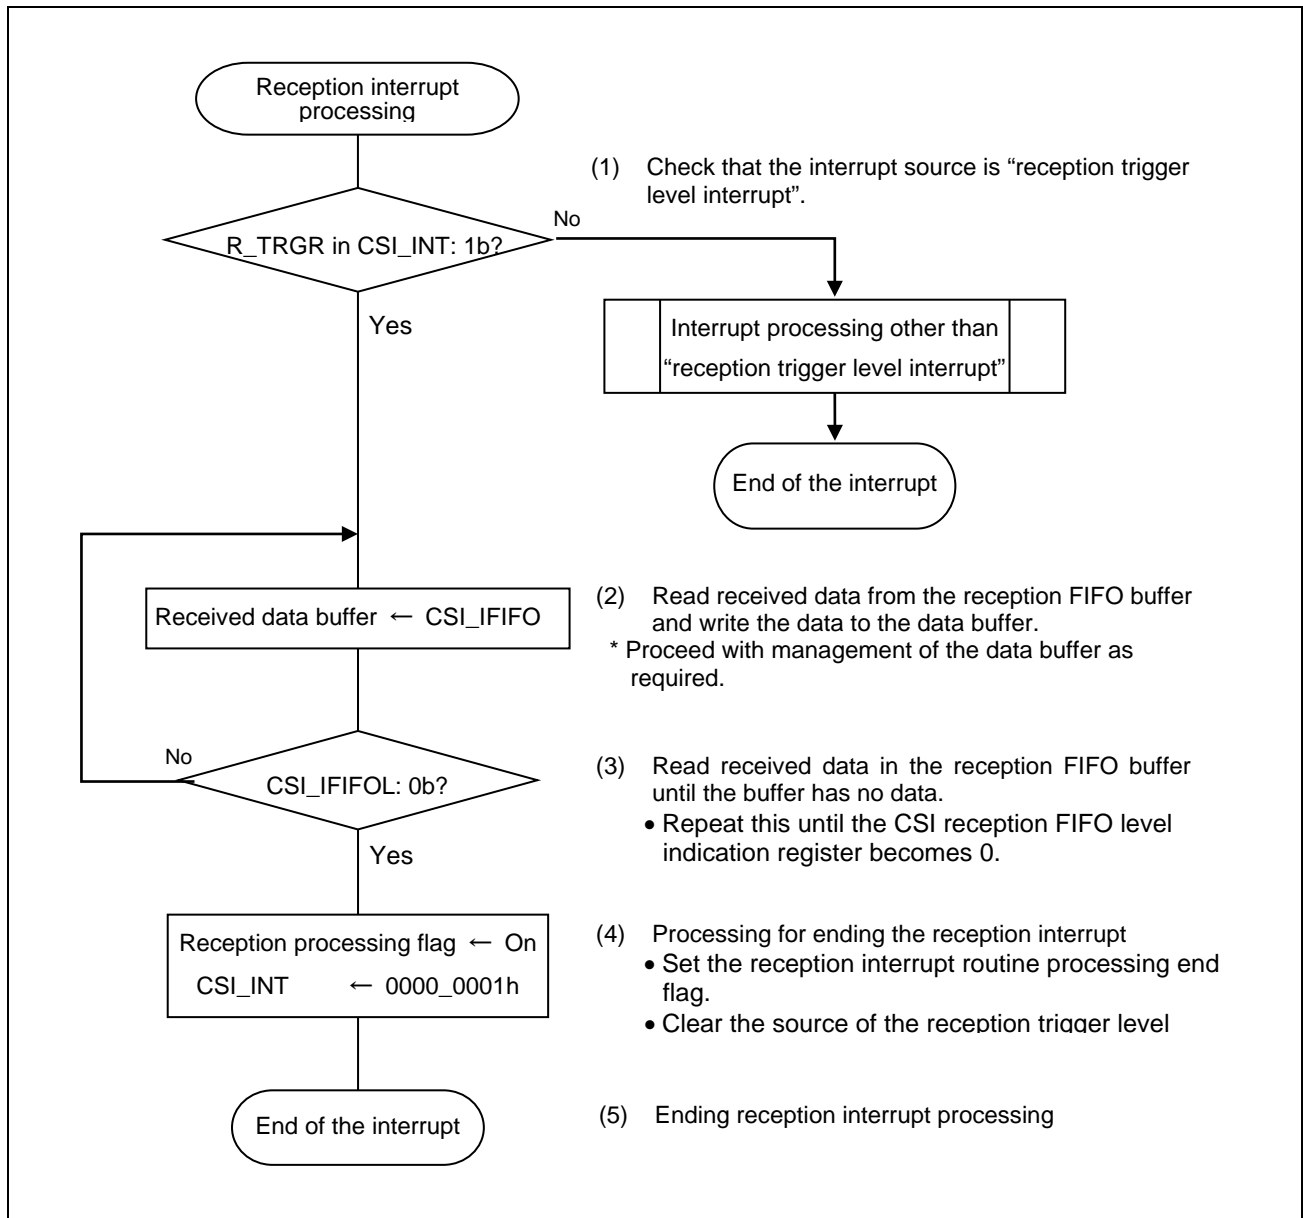 Reception interrupt
processing
(1) Check that the interrupt source is “reception trigger
level interrupt”.
No
R_TRGR in CSI_INT: 1b?
Yes
Interrupt processing other than
“reception trigger level interrupt”
End of the interrupt
Received data buffer ← CSI_IFIFO
(2) Read received data from the reception FIFO buffer
and write the data to the data buffer.
* Proceed with management of the data buffer as
required.
No
CSI_IFIFOL: 0b?
(3) Read received data in the reception FIFO buffer
until the buffer has no data.
• Repeat this until the CSI reception FIFO level
indication register becomes 0.
Yes
Reception processing flag ← On
CSI_INT ← 0000_0001h
(4) Processing for ending the reception interrupt
• Set the reception interrupt routine processing end
flag.
• Clear the source of the reception trigger level
End of the interrupt
(5) Ending reception interrupt processing